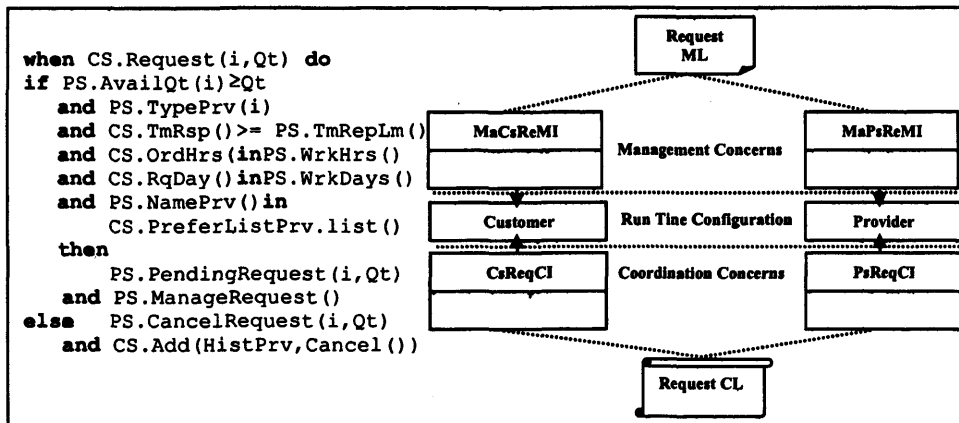 when CS.Request(i,Qt) do
if PS.AvailQt(i)≥Qt
and PS.TypePrv(i)
and CS.TmRsp()>= PS.TmRepLm()
and CS.OrdHrs(inPS.WrkHrs()
and CS.RqDay()inPS.WrkDays()
and PS.NamePrv()in
CS.PreferListPrv.list()
then
PS.PendingRequest(i,Qt)
and PS.ManageRequest()
else PS.CancelRequest(i,Qt)
and CS.Add(HistPrv,Cancel())
Request
ML
MaCsReMI
Management Concerns
MaPsReMI
Customer
Run Tine Configuration
Provider
CsReqCI
Coordination Concerns
PsReqCI
Request CL